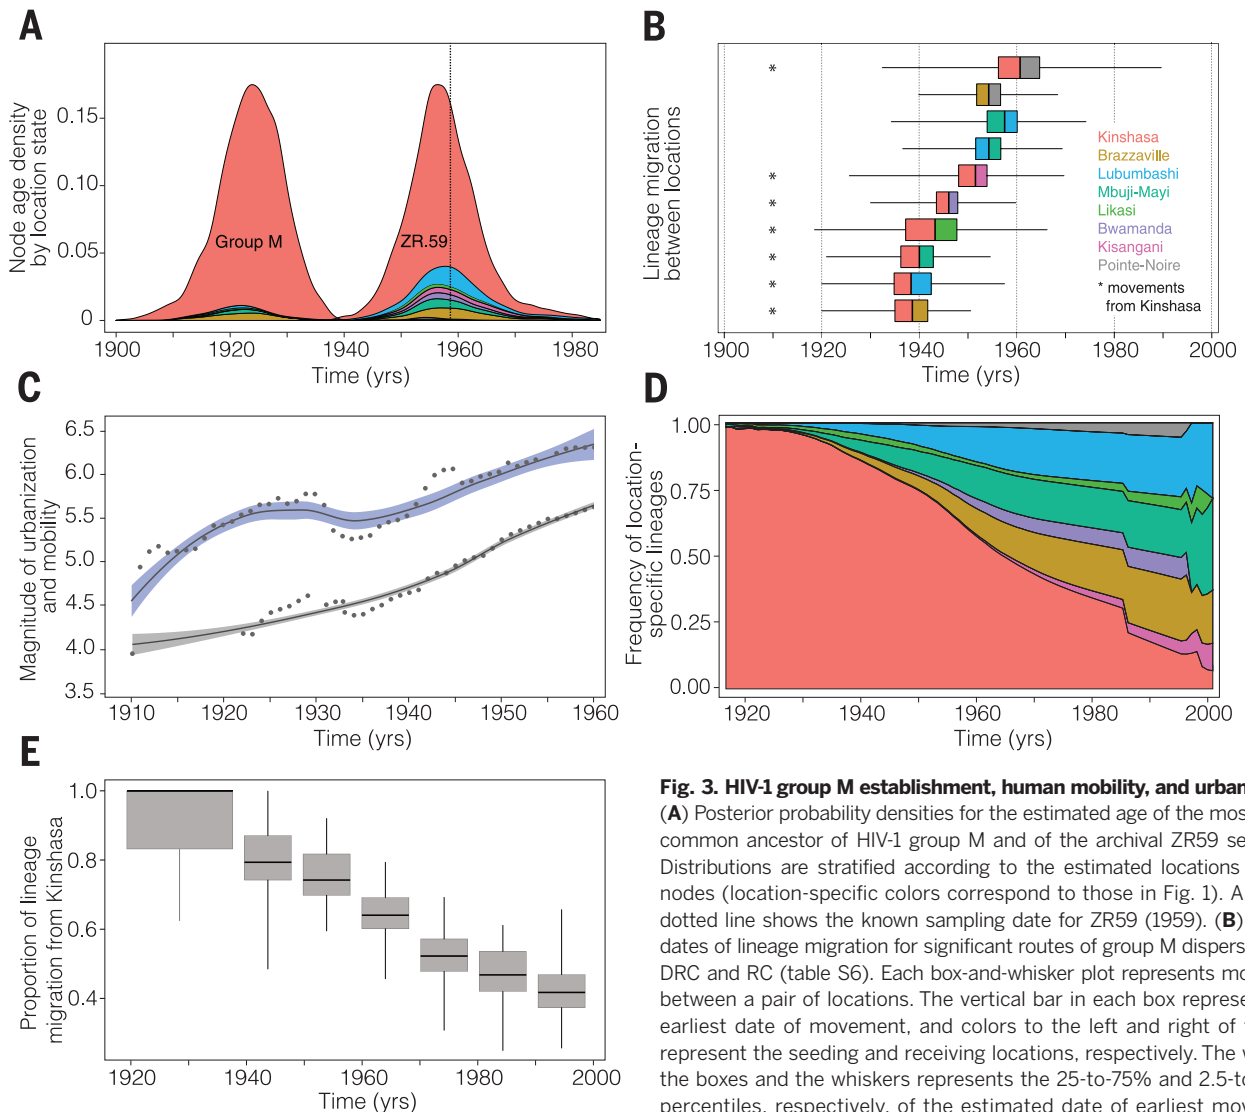 A
Node age density
by location state
0.15
0.10
0.05
0
Group M
ZR.59
1900
1920
1940
1960
1980
Time (yrs)
B
Lineage migration
between locations
*
*
*
*
*
*
*
Kinshasa
Brazzaville
Lubumbashi
Mbuji-Mayi
Likasi
Bwamanda
Kisangani
Pointe-Noire
* movements
from Kinshasa
1900
1920
1940
1960
1980
2000
Time (yrs)
C
Magnitude of urbanization
and mobility
6.5
6.0
5.5
5.0
4.5
4.0
3.5
1910
1920
1930
1940
1950
1960
Time (yrs)
D
Frequency of location-
specific lineages
1.00
0.75
0.50
0.25
0.00
1920
1940
1960
1980
2000
Time (yrs)
E
Proportion of lineage
migration from Kinshasa
1.0
0.8
0.6
0.4
1920
1940
1960
1980
2000
Time (yrs)
Fig. 3. HIV-1 group M establishment, human mobility, and urban
(A) Posterior probability densities for the estimated age of the mos
common ancestor of HIV-1 group M and of the archival ZR59 se
Distributions are stratified according to the estimated locations
nodes (location-specific colors correspond to those in Fig. 1). A
dotted line shows the known sampling date for ZR59 (1959). (B)
dates of lineage migration for significant routes of group M dispers
DRC and RC (table S6). Each box-and-whisker plot represents mo
between a pair of locations. The vertical bar in each box represe
earliest date of movement, and colors to the left and right of
represent the seeding and receiving locations, respectively. The w
the boxes and the whiskers represents the 25-to-75% and 2.5-to
percentiles, respectively, of the estimated date of earliest mov